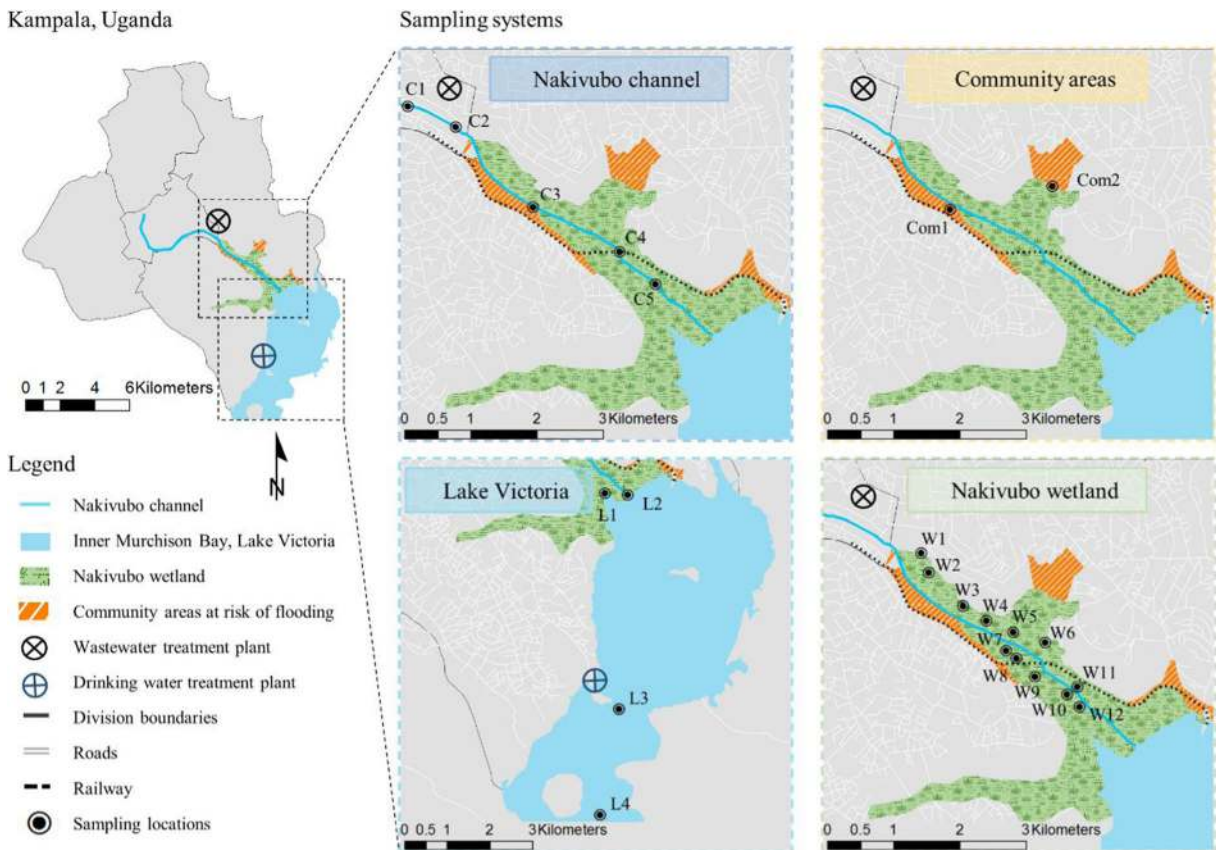 Kampala, Uganda
Sampling systems
Nakivubo channel
C1
C2
C3
C4
C5
0 0.5 1 2 3 Kilometers
Community areas
Com2
Com1
0 0.5 1 2 3 Kilometers
0 1 2 4 6 Kilometers
N
Legend
Nakivubo channel
Inner Murchison Bay, Lake Victoria
Nakivubo wetland
Community areas at risk of flooding
Wastewater treatment plant
Drinking water treatment plant
Division boundaries
Roads
Railway
Sampling locations
Lake Victoria
L1
L2
L3
L4
0 0.5 1 2 3 Kilometers
Nakivubo wetland
W1
W2
W3
W4
W5
W6
W7
W8
W9
W10
W11
W12
0 0.5 1 2 3 Kilometers